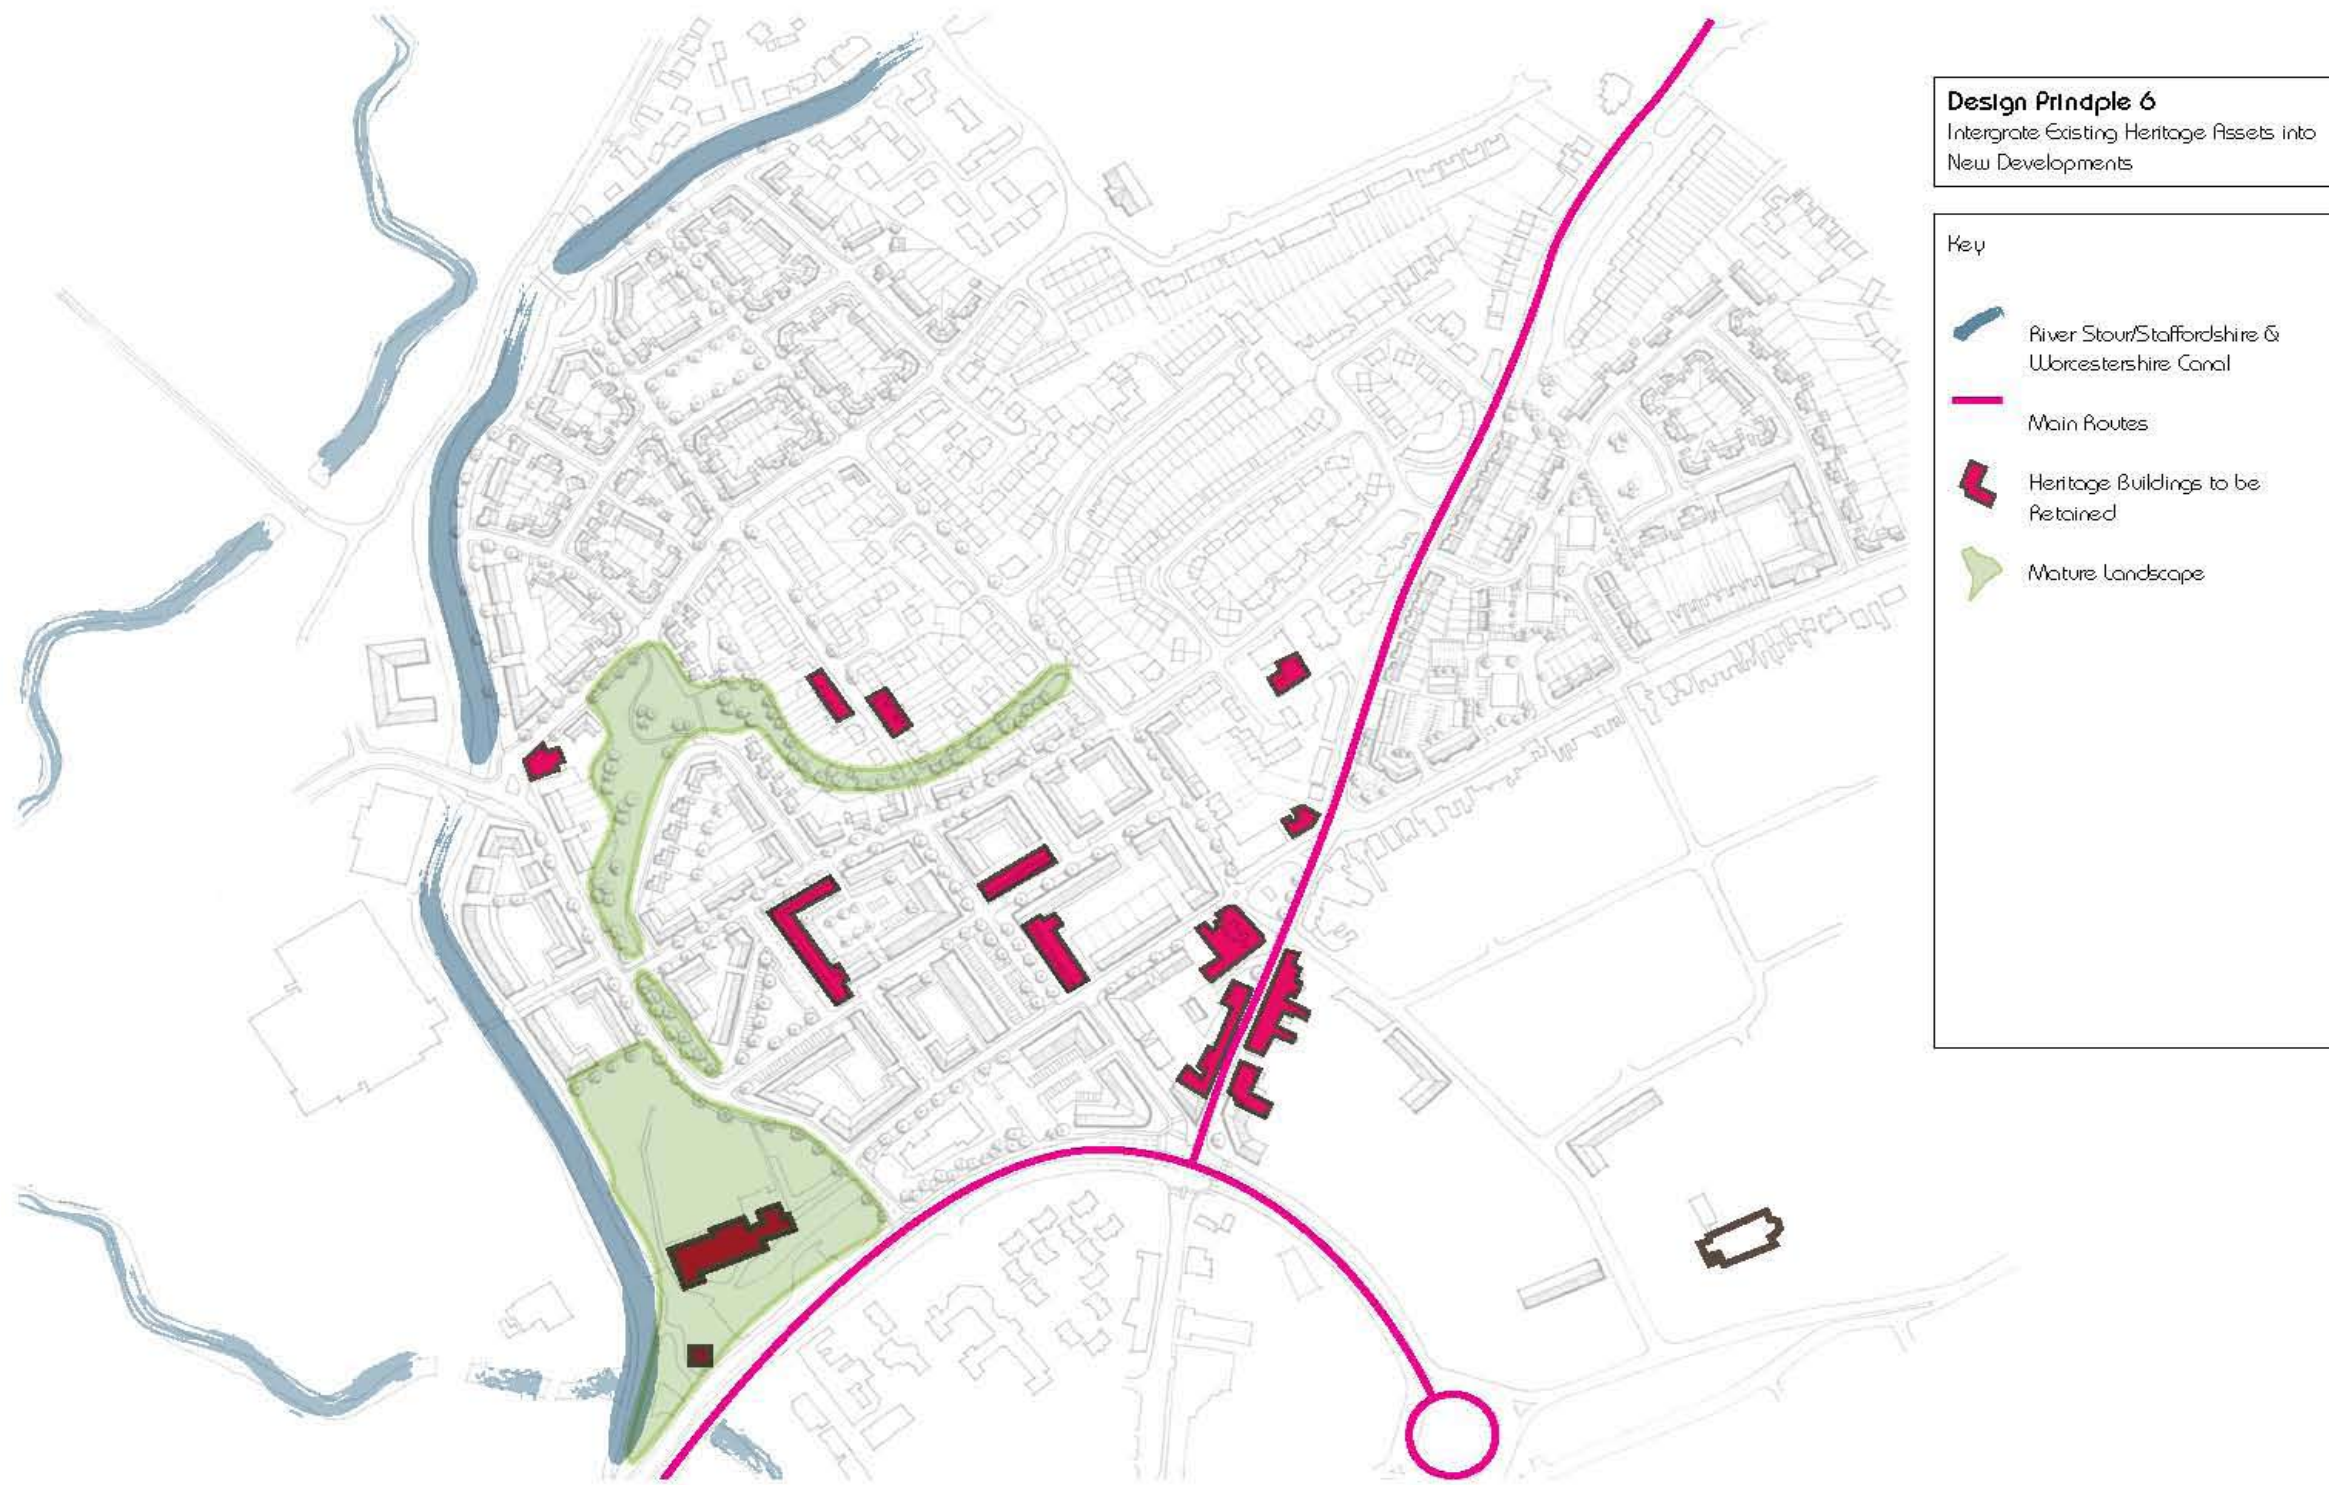 Design Principle 6
Intergrate Existing Heritage Assets into
New Developments
Key
River Stour/Staffordshire &
Worcestershire Canal
Main Routes
Heritage Buildings to be
Retained
Mature Landscape